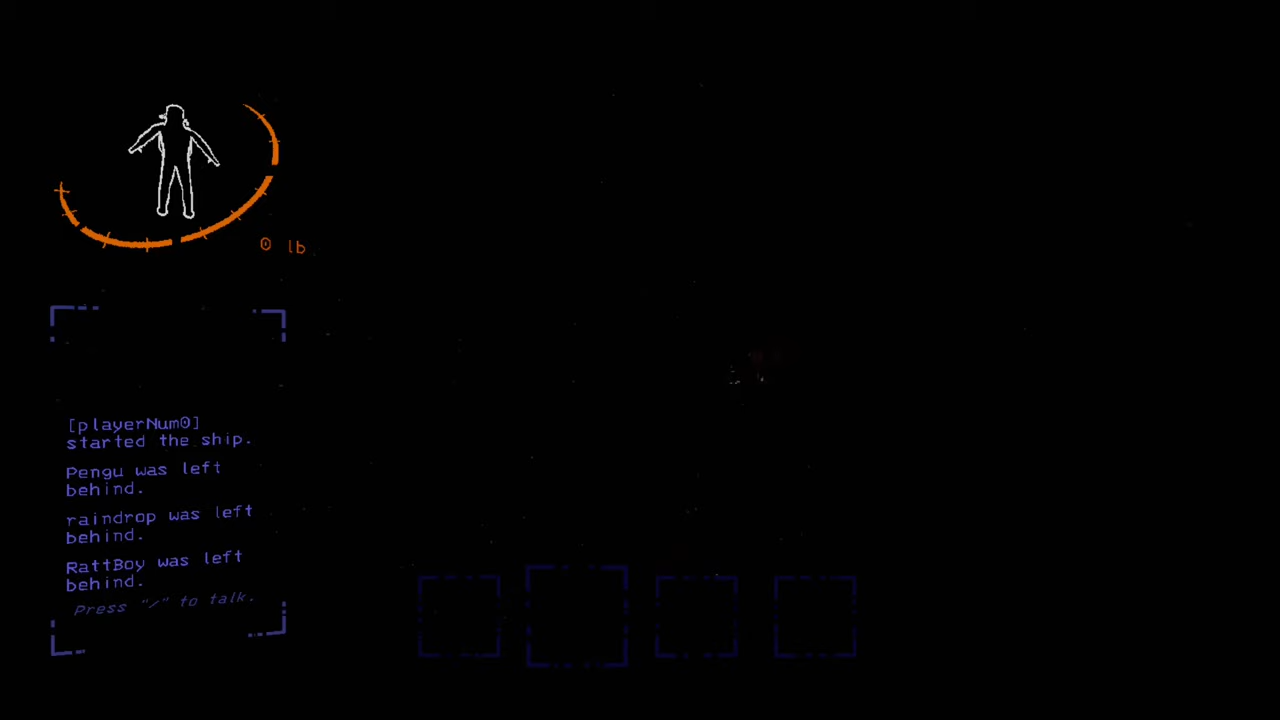 0 lb
[playerNum0]
started the ship.
Pengu was left
behind.
raindrop was left
behind.
RattBoy was left
behind.
Press "/" to talk.